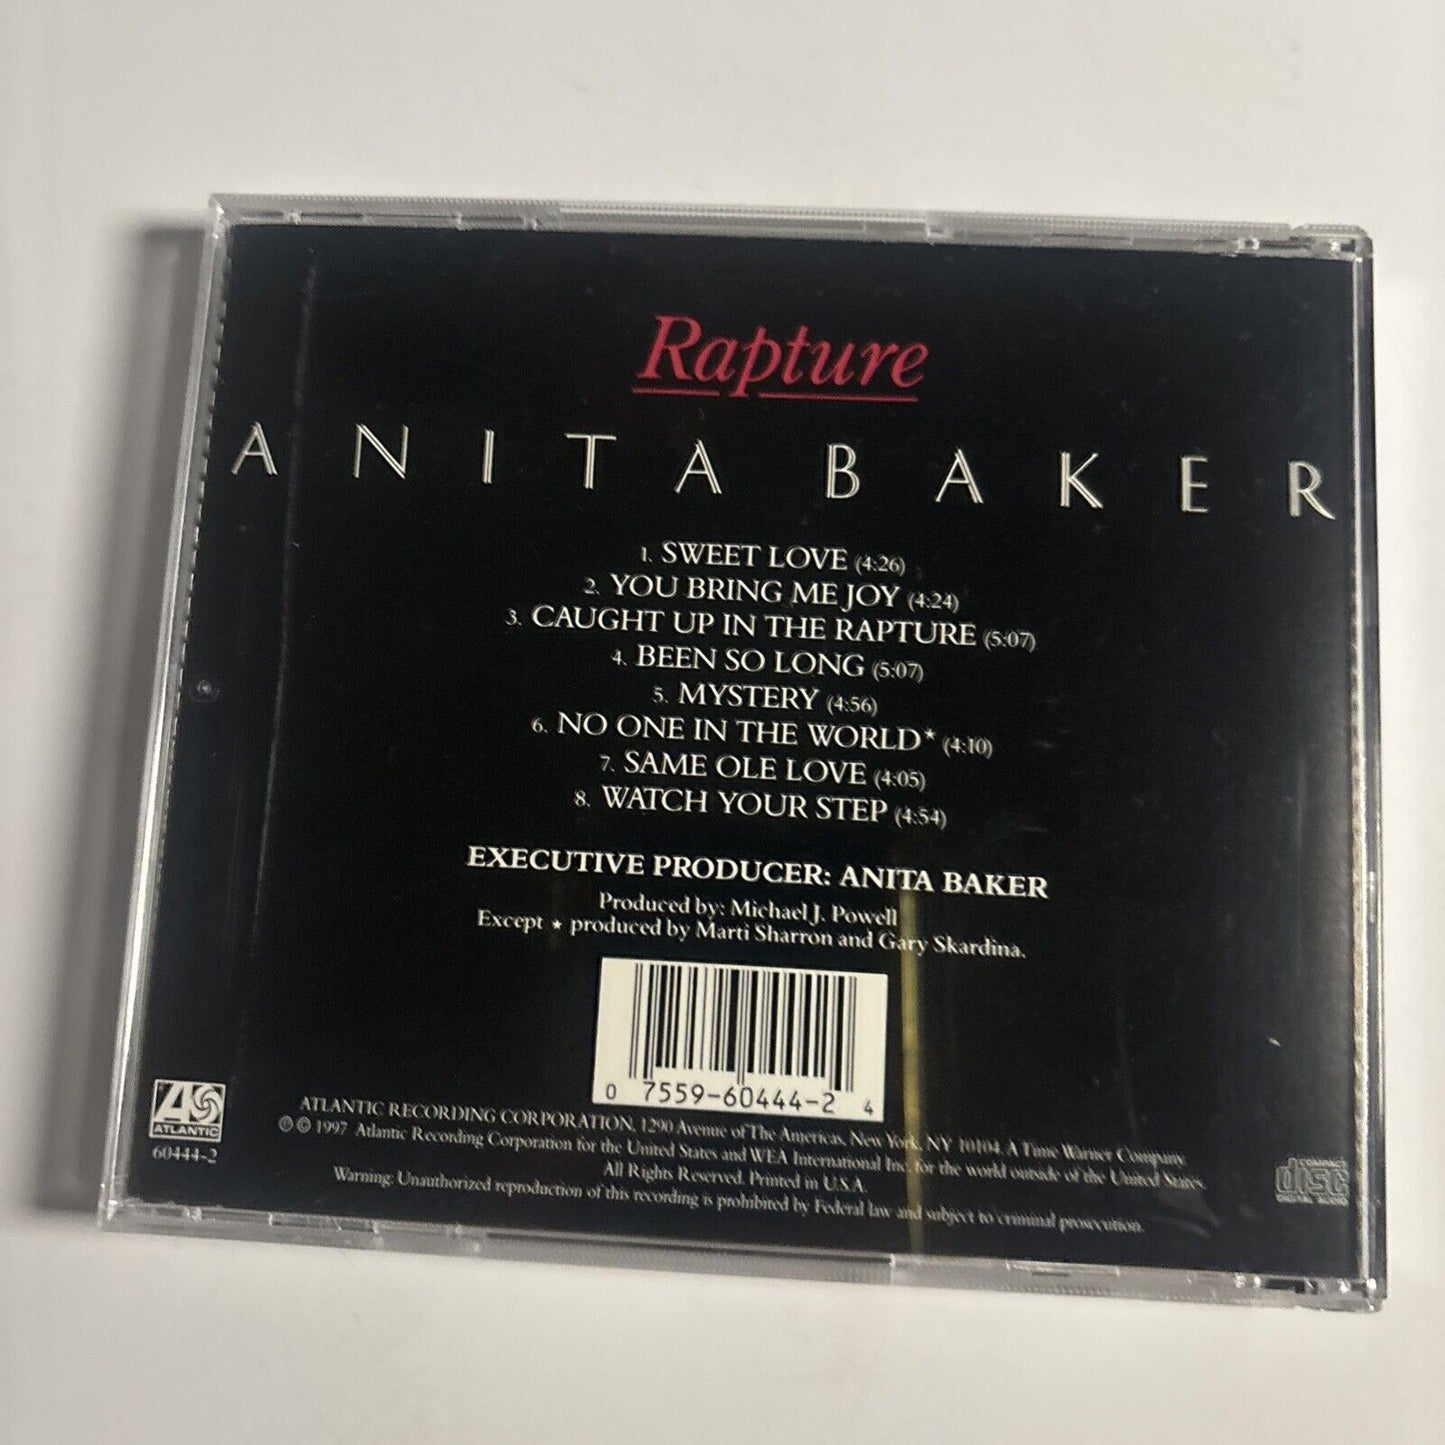 Rapture
ANITA BAKER
1. SWEET LOVE (4:26)
2. YOU BRING ME JOY (4:24)
3. CAUGHT UP IN THE RAPTURE (5:07)
4. BEEN SO LONG (5:07)
5. MYSTERY (4:56)
6. NO ONE IN THE WORLD* (4:10)
7. SAME OLE LOVE (4:05)
8. WATCH YOUR STEP (4:54)
EXECUTIVE PRODUCER: ANITA BAKER
Produced by: Michael J. Powell
Except ★ produced by Marti Sharron and Gary Skardina.
0 7559-60444-2 4
ATLANTIC
60444-2
ATLANTIC RECORDING CORPORATION, 1290 Avenue of The Americas, New York, NY 10104. A Time Warner Company
℗ © 1997 Atlantic Recording Corporation for the United States and WEA International Inc. for the world outside of the United States.
All Rights Reserved. Printed in U.S.A.
Warning: Unauthorized reproduction of this recording is prohibited by Federal law and subject to criminal prosecution.
COMPACT
disc
DIGITAL AUDIO